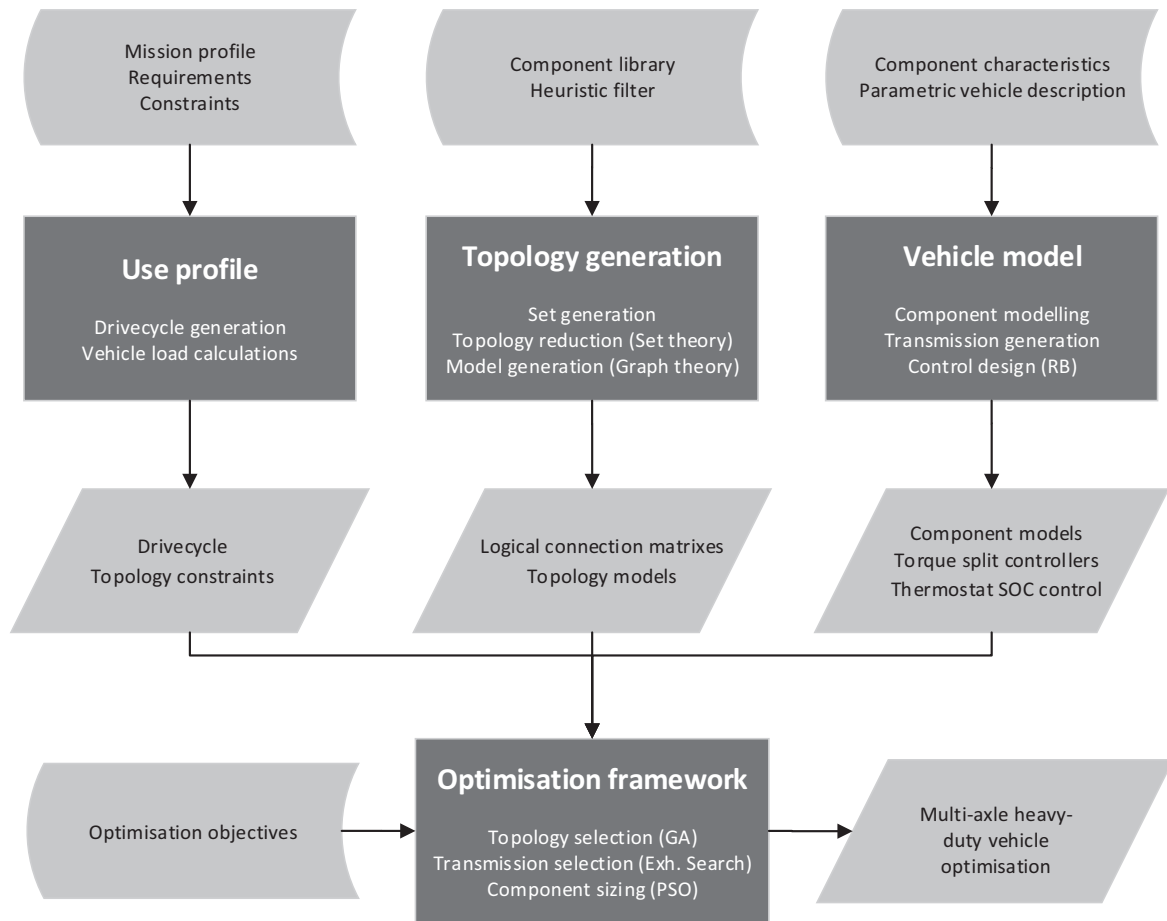 Mission profile
Requirements
Constraints
Component library
Heuristic filter
Component characteristics
Parametric vehicle description
Use profile
Drivecycle generation
Vehicle load calculations
Topology generation
Set generation
Topology reduction (Set theory)
Model generation (Graph theory)
Vehicle model
Component modelling
Transmission generation
Control design (RB)
Drivecycle
Topology constraints
Logical connection matrixes
Topology models
Component models
Torque split controllers
Thermostat SOC control
Optimisation objectives
Optimisation framework
Topology selection (GA)
Transmission selection (Exh. Search)
Component sizing (PSO)
Multi-axle heavy-
duty vehicle
optimisation